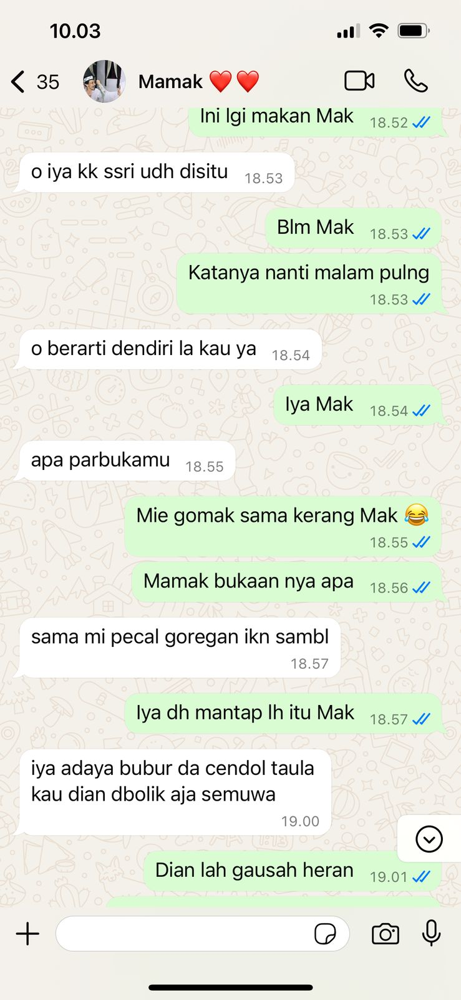 10.03
35
Mamak ❤️❤️
Ini lgi makan Mak 18.52
o iya kk ssri udh disitu 18.53
Blm Mak 18.53
Katanya nanti malam pulng
18.53
o berarti dendiri la kau ya 18.54
Iya Mak 18.54
apa parbukamu 18.55
Mie gomak sama kerang Mak 😂
18.55
Mamak bukaan nya apa 18.56
sama mi pecal goregan ikn sambl
18.57
Iya dh mantap lh itu Mak 18.57
iya adaya bubur da cendol taula
kau dian dbolik aja semuwa
19.00
Dian lah gausah heran 19.01